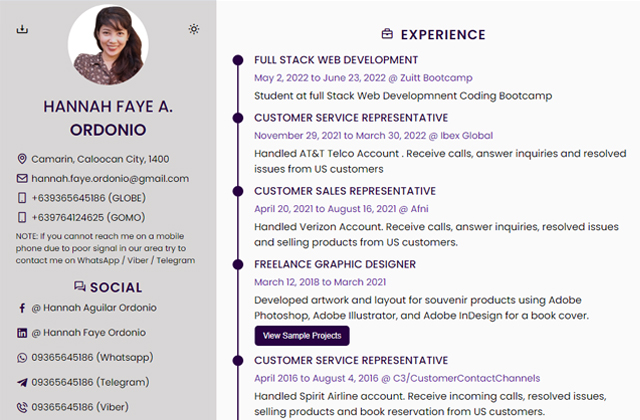 HANNAH FAYE A.
ORDONIO
Camarin, Caloocan City, 1400
hannah.faye.ordonio@gmail.com
+639365645186 (GLOBE)
+639764124625 (GOMO)
NOTE: If you cannot reach me on a mobile
phone due to poor signal in our area try to
contact me on WhatsApp / Viber / Telegram
SOCIAL
@ Hannah Aguilar Ordonio
@ Hannah Faye Ordonio
09365645186 (Whatsapp)
09365645186 (Telegram)
09365645186 (Viber)
EXPERIENCE
FULL STACK WEB DEVELOPMENT
May 2, 2022 to June 23, 2022 @ Zuitt Bootcamp
Student at full Stack Web Developmnent Coding Bootcamp
CUSTOMER SERVICE REPRESENTATIVE
November 29, 2021 to March 30, 2022 @ Ibex Global
Handled AT&T Telco Account . Receive calls, answer inquiries and resolved
issues from US customers
CUSTOMER SALES REPRESENTATIVE
April 20, 2021 to August 16, 2021 @ Afni
Handled Verizon Account. Receive calls, answer inquiries, resolved issues
and selling products from US customers.
FREELANCE GRAPHIC DESIGNER
March 12, 2018 to March 2021
Developed artwork and layout for souvenir products using Adobe
Photoshop, Adobe Illustrator, and Adobe InDesign for a book cover.
View Sample Projects
CUSTOMER SERVICE REPRESENTATIVE
April 2016 to August 4, 2016 @ C3/CustomerContactChannels
Handled Spirit Airline account. Receive incoming calls, resolved issues,
selling products and book reservation from US customers.